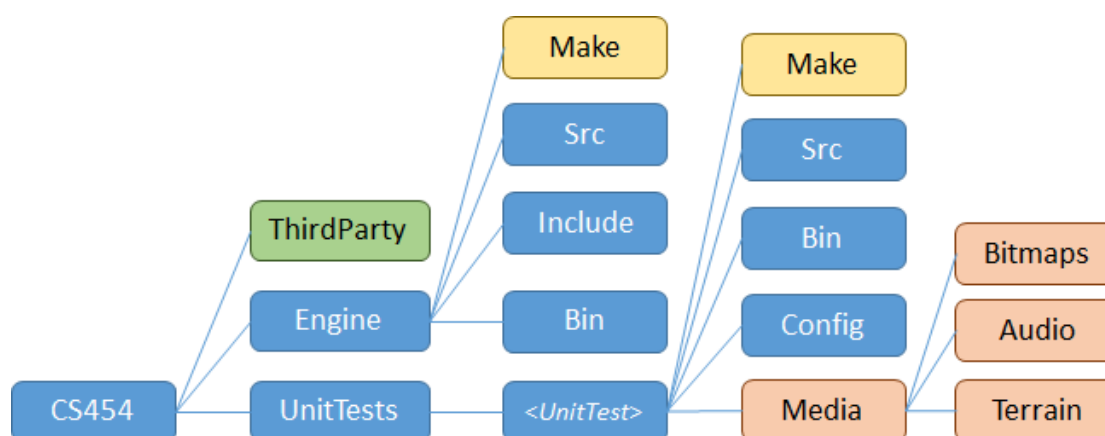 Make
Make
Src
Src
ThirdParty
Include
Bin
Bitmaps
Engine
Bin
Config
Audio
CS454
UnitTests
<UnitTest>
Media
Terrain